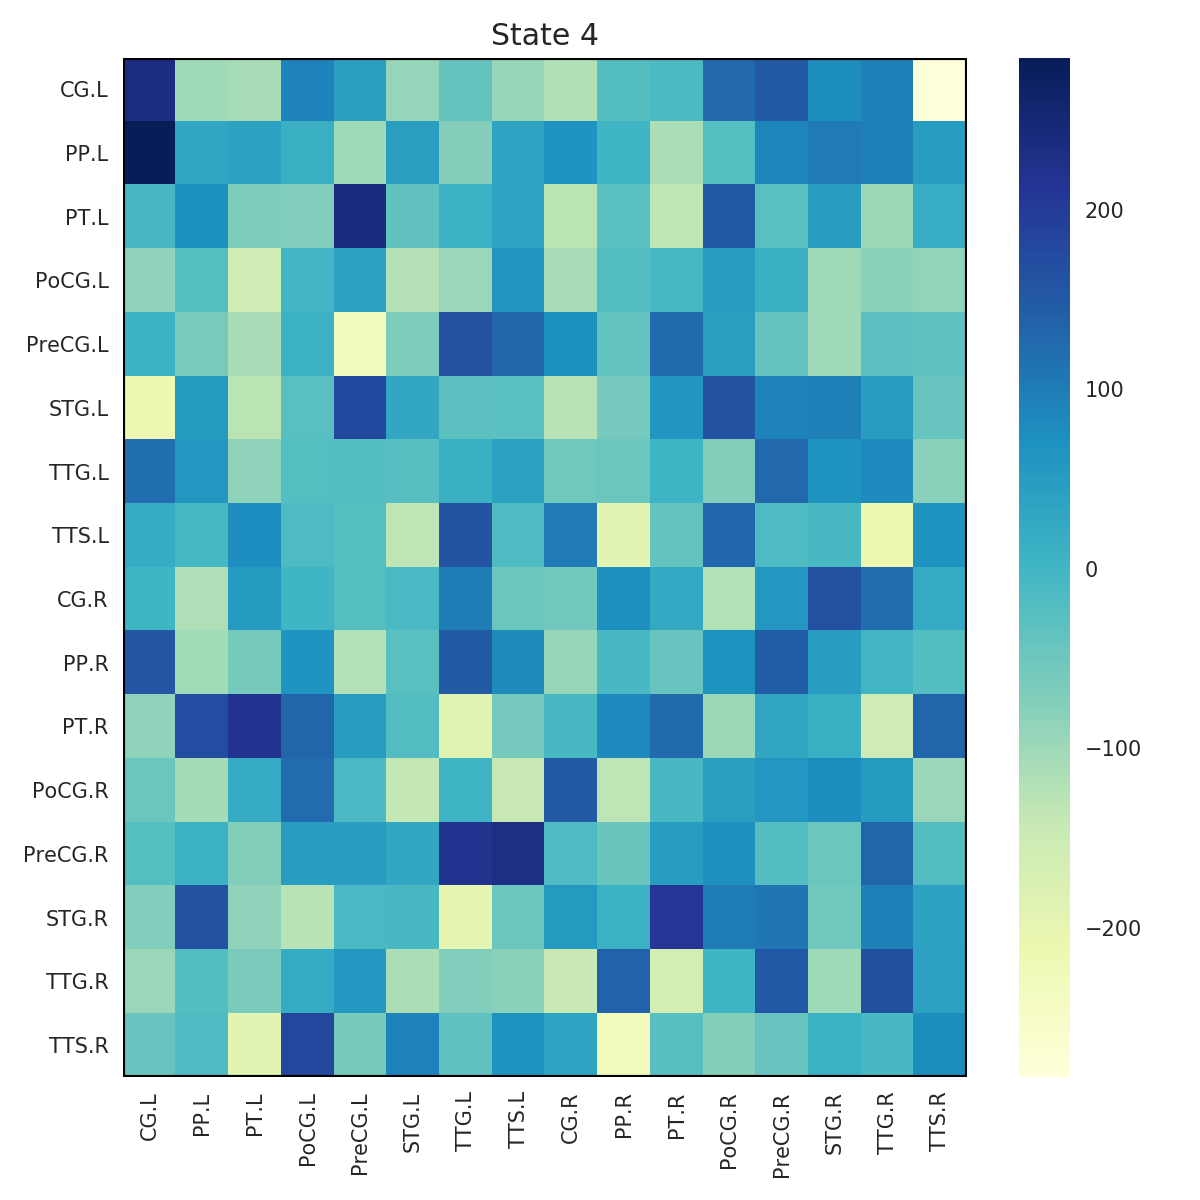 State 4
CG.L
PP.L
PT.L
PoCG.L
PreCG.L
STG.L
TTG.L
TTS.L
CG.R
PP.R
PT.R
PoCG.R
PreCG.R
STG.R
TTG.R
TTS.R
CG.L
PP.L
PT.L
PoCG.L
PreCG.L
STG.L
TTG.L
TTS.L
CG.R
PP.R
PT.R
PoCG.R
PreCG.R
STG.R
TTG.R
TTS.R
200
100
0
−100
−200